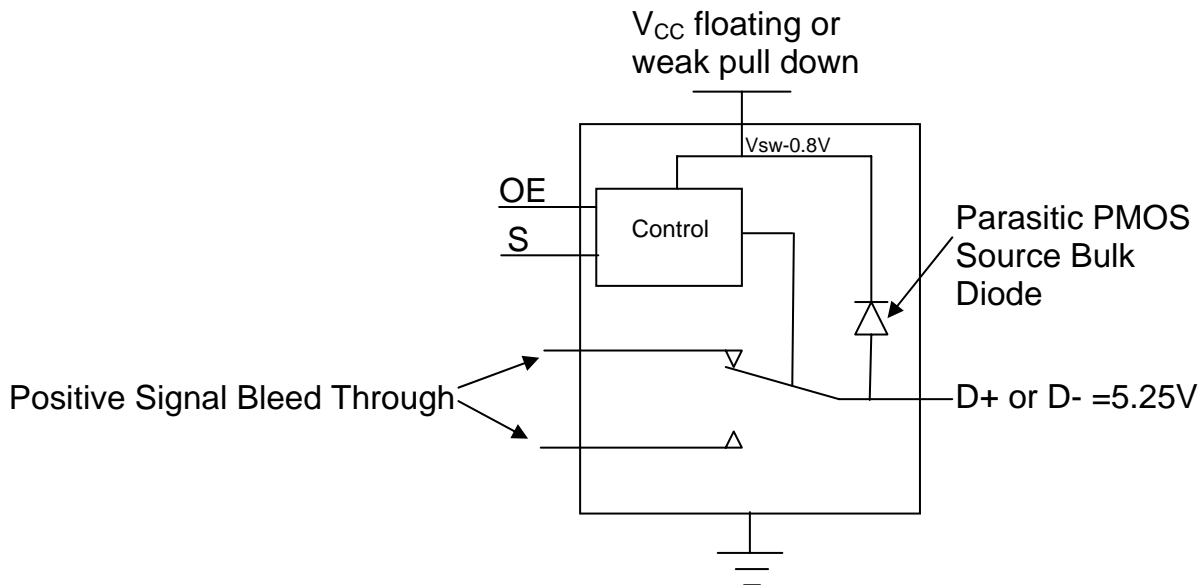 V_CC floating or
weak pull down
Vsw-0.8V
OE
S
Control
Parasitic PMOS
Source Bulk
Diode
Positive Signal Bleed Through
D+ or D- =5.25V